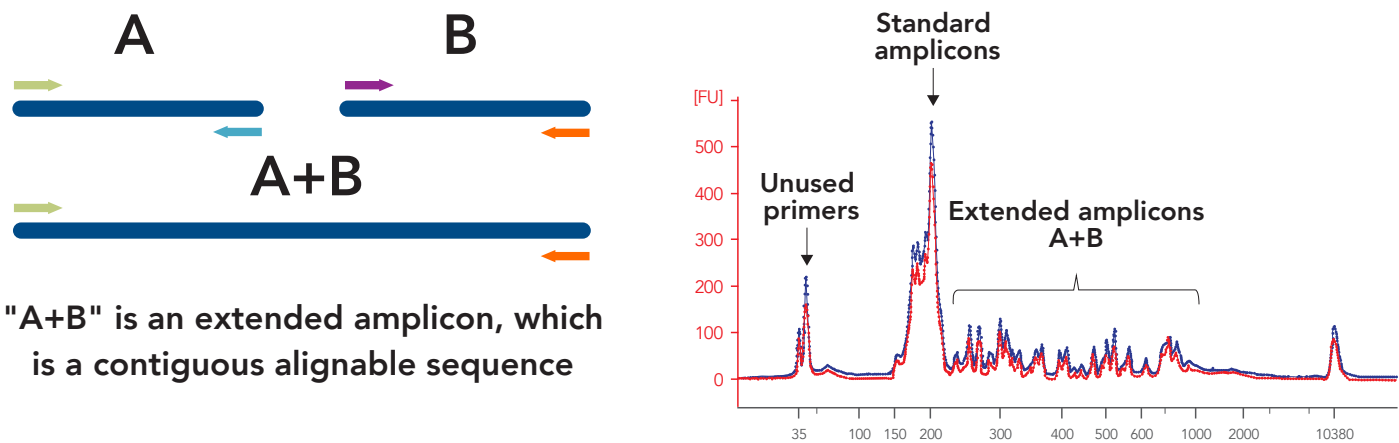 A
B
A+B
"A+B" is an extended amplicon, which
is a contiguous alignable sequence
Standard
amplicons
[FU]
500
Unused
primers
400
Extended amplicons
A+B
300
200
100
0
35 100 150 200 300 400 500 600 1000 2000 10380